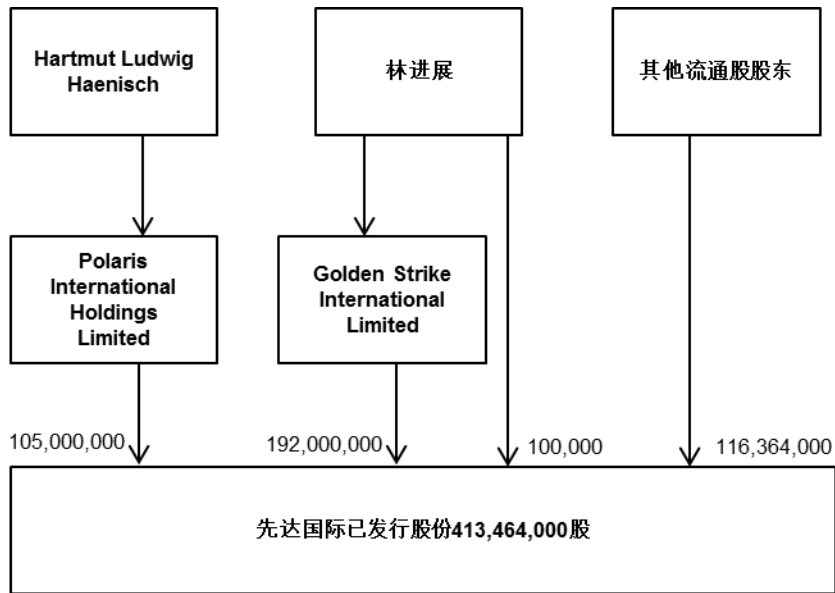 Hartmut Ludwig
Haenisch
林进展
其他流通股股东
Polaris
International
Holdings
Limited
Golden Strike
International
Limited
105,000,000
192,000,000
100,000
116,364,000
先达国际已发行股份413,464,000股